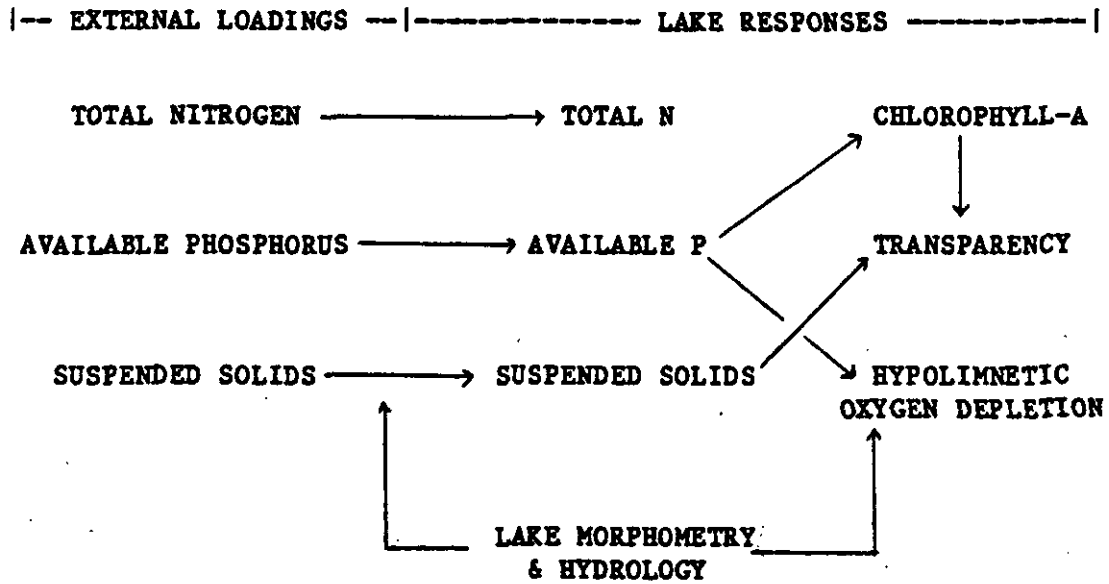 |-- EXTERNAL LOADINGS --|--------------- LAKE RESPONSES ------------|
TOTAL NITROGEN TOTAL N CHLOROPHYLL-A
AVAILABLE PHOSPHORUS AVAILABLE P TRANSPARENCY
SUSPENDED SOLIDS SUSPENDED SOLIDS HYPOLIMNETIC
OXYGEN DEPLETION
LAKE MORPHOMETRY
& HYDROLOGY